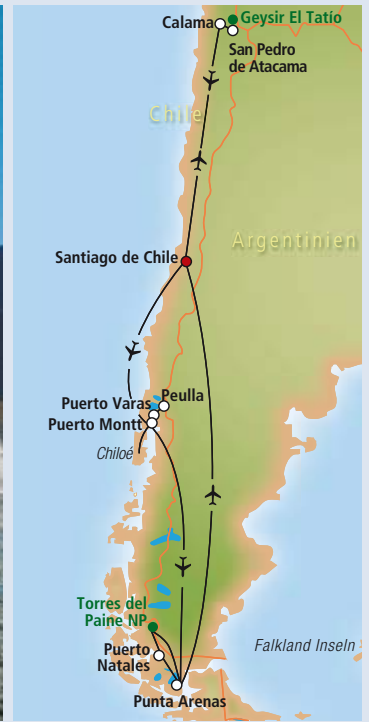 Calama
Geysir El Tatío
San Pedro
de Atacama
Chile
Argentinien
Santiago de Chile
Peulla
Puerto Varas
Puerto Montt
Chiloé
Torres del
Paine NP
Puerto
Natales
Falkland Inseln
Punta Arenas